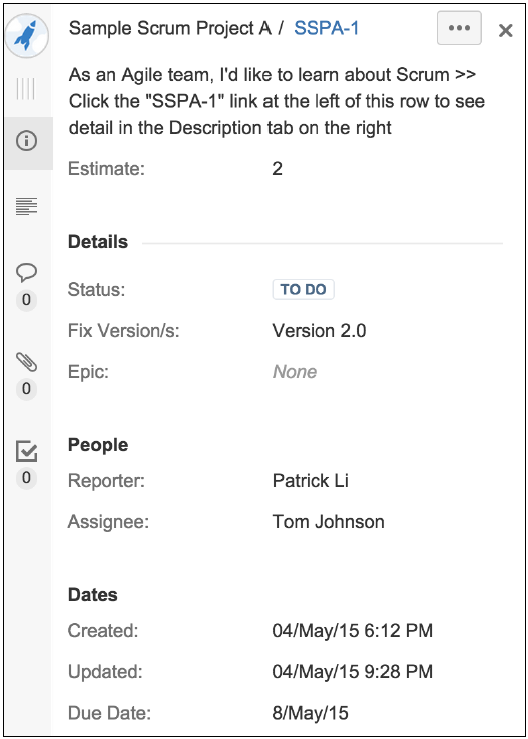 Sample Scrum Project A / SSPA-1
As an Agile team, I'd like to learn about Scrum >>
Click the "SSPA-1" link at the left of this row to see
detail in the Description tab on the right
Estimate: 2
Details
Status: TO DO
Fix Version/s: Version 2.0
Epic: None
0
0
People
0
Reporter: Patrick Li
Assignee: Tom Johnson
Dates
Created: 04/May/15 6:12 PM
Updated: 04/May/15 9:28 PM
Due Date: 8/May/15